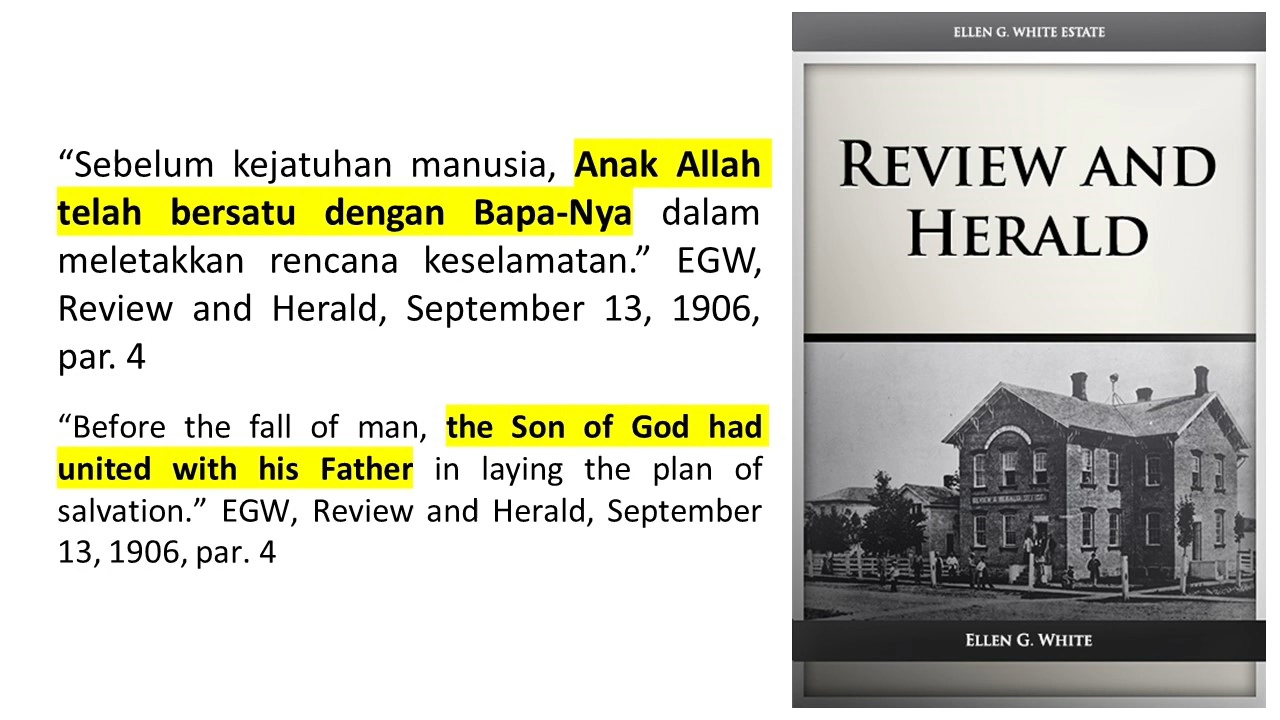 “Sebelum kejatuhan manusia, Anak Allah
telah bersatu dengan Bapa-Nya dalam
meletakkan rencana keselamatan.” EGW,
Review and Herald, September 13, 1906,
par. 4
“Before the fall of man, the Son of God had
united with his Father in laying the plan of
salvation.” EGW, Review and Herald, September
13, 1906, par. 4
ELLEN G. WHITE ESTATE
REVIEW AND
HERALD
REVIEW & HERALD OFFICE
ELLEN G. WHITE